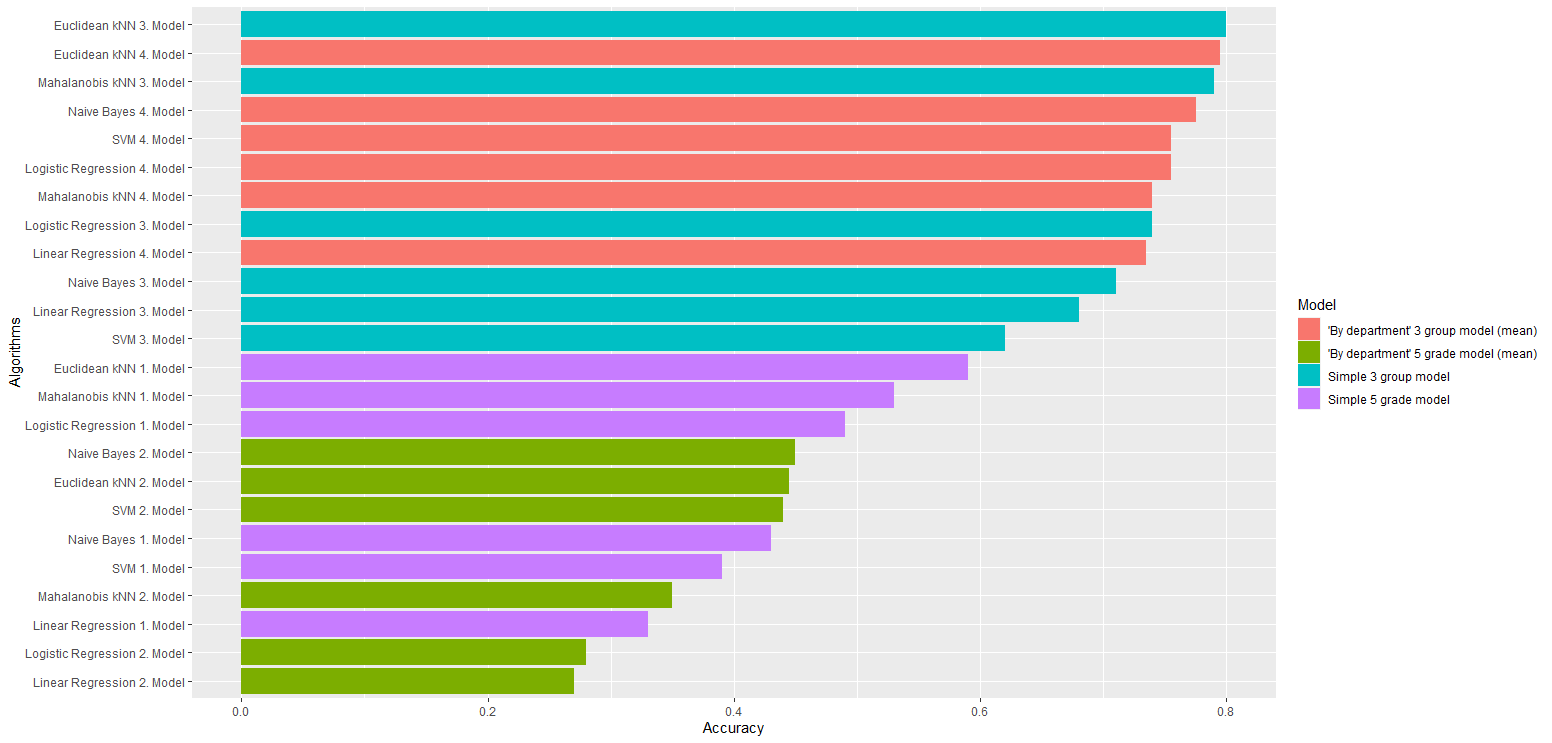 Euclidean kNN 3. Model
Euclidean kNN 4. Model
Mahalanobis kNN 3. Model
Naive Bayes 4. Model
SVM 4. Model
Logistic Regression 4. Model
Mahalanobis kNN 4. Model
Logistic Regression 3. Model
Linear Regression 4. Model
Naive Bayes 3. Model
Linear Regression 3. Model
SVM 3. Model
Euclidean kNN 1. Model
Mahalanobis kNN 1. Model
Logistic Regression 1. Model
Naive Bayes 2. Model
Euclidean kNN 2. Model
SVM 2. Model
Naive Bayes 1. Model
SVM 1. Model
Mahalanobis kNN 2. Model
Linear Regression 1. Model
Logistic Regression 2. Model
Linear Regression 2. Model
Algorithms
0.0 0.2 0.4 0.6 0.8
Accuracy
Model
'By department' 3 group model (mean)
'By department' 5 grade model (mean)
Simple 3 group model
Simple 5 grade model